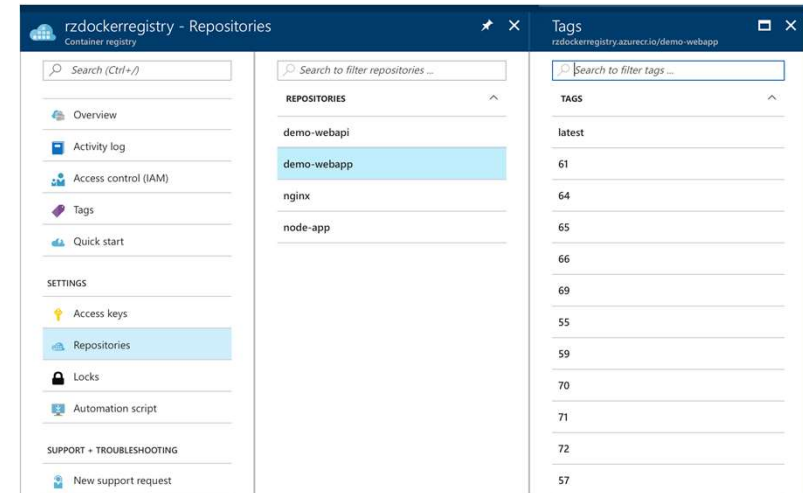 rzdockerregistry - Repositories
Container registry
Search (Ctrl+/)
Overview
Activity log
Access control (IAM)
Tags
Quick start
SETTINGS
Access keys
Repositories
Locks
Automation script
SUPPORT + TROUBLESHOOTING
New support request
Search to filter repositories ...
REPOSITORIES
demo-webapi
demo-webapp
nginx
node-app
Tags
rzdockerregistry.azurecr.io/demo-webapp
Search to filter tags ...
TAGS
latest
61
64
65
66
69
55
59
70
71
72
57